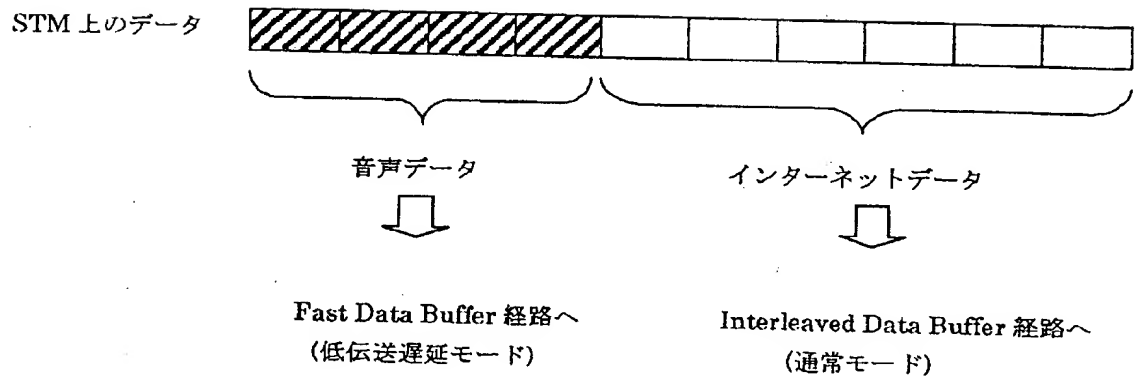 STM 上のデータ
音声データ
インターネットデータ
Fast Data Buffer 経路へ
(低伝送遅延モード)
Interleaved Data Buffer 経路へ
(通常モード)